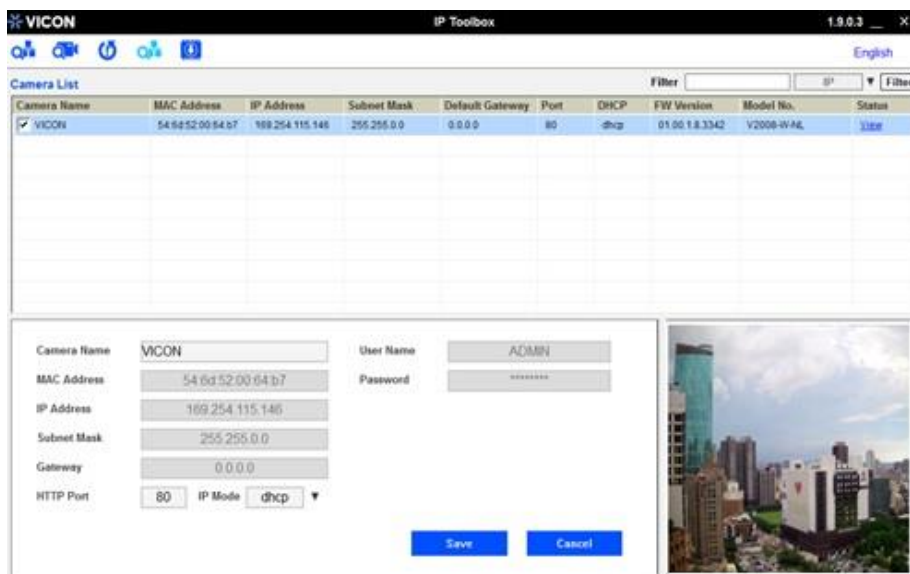 VICON IP Toolbox 1.9.0.3
English
Camera List Filter IP Filter
Camera Name MAC Address IP Address Subnet Mask Default Gateway Port DHCP FW Version Model No. Status
VICON 54:6d:52:00:64:b7 169.254.115.146 255.255.0.0 0.0.0.0 80 dhcp 01.00.1.8.3342 V2008-W-NL View
Camera Name VICON User Name ADMIN
MAC Address 54:6d:52:00:64:b7 Password ********
IP Address 169.254.115.146
Subnet Mask 255.255.0.0
Gateway 0.0.0.0
HTTP Port 80 IP Mode dhcp
Save Cancel